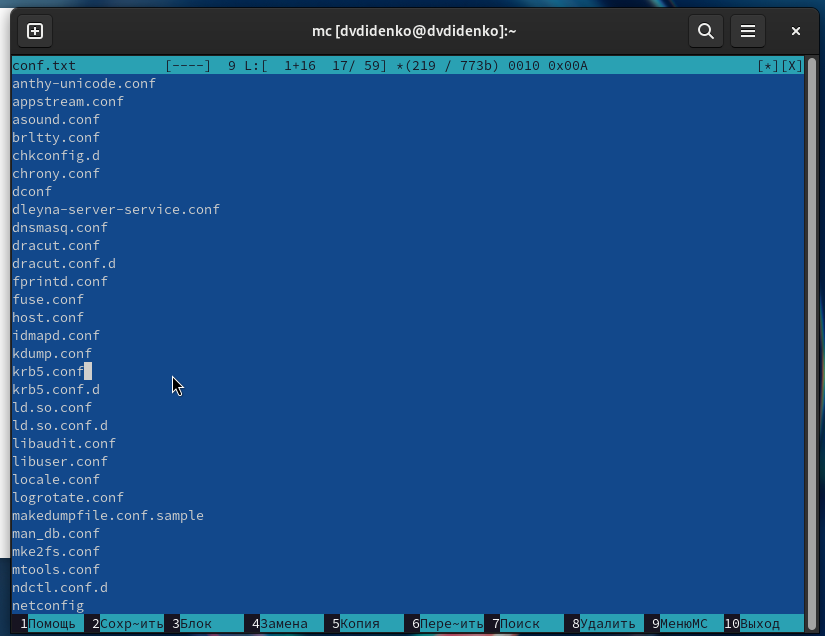 mc [dvdidenko@dvdidenko]:~
conf.txt [----] 9 L:[ 1+16 17/ 59] *(219 / 773b) 0010 0x00A [*][X]
anthy-unicode.conf
appstream.conf
asound.conf
brltty.conf
chkconfig.d
chrony.conf
dconf
dleyna-server-service.conf
dnsmasq.conf
dracut.conf
dracut.conf.d
fprintd.conf
fuse.conf
host.conf
idmapd.conf
kdump.conf
krb5.conf
krb5.conf.d
ld.so.conf
ld.so.conf.d
libaudit.conf
libuser.conf
locale.conf
logrotate.conf
makedumpfile.conf.sample
man_db.conf
mke2fs.conf
mtools.conf
ndctl.conf.d
netconfig
1Помощь 2Сохр~ить 3Блок 4Замена 5Копия 6Пере~ить 7Поиск 8Удалить 9МенюМС 10Выход